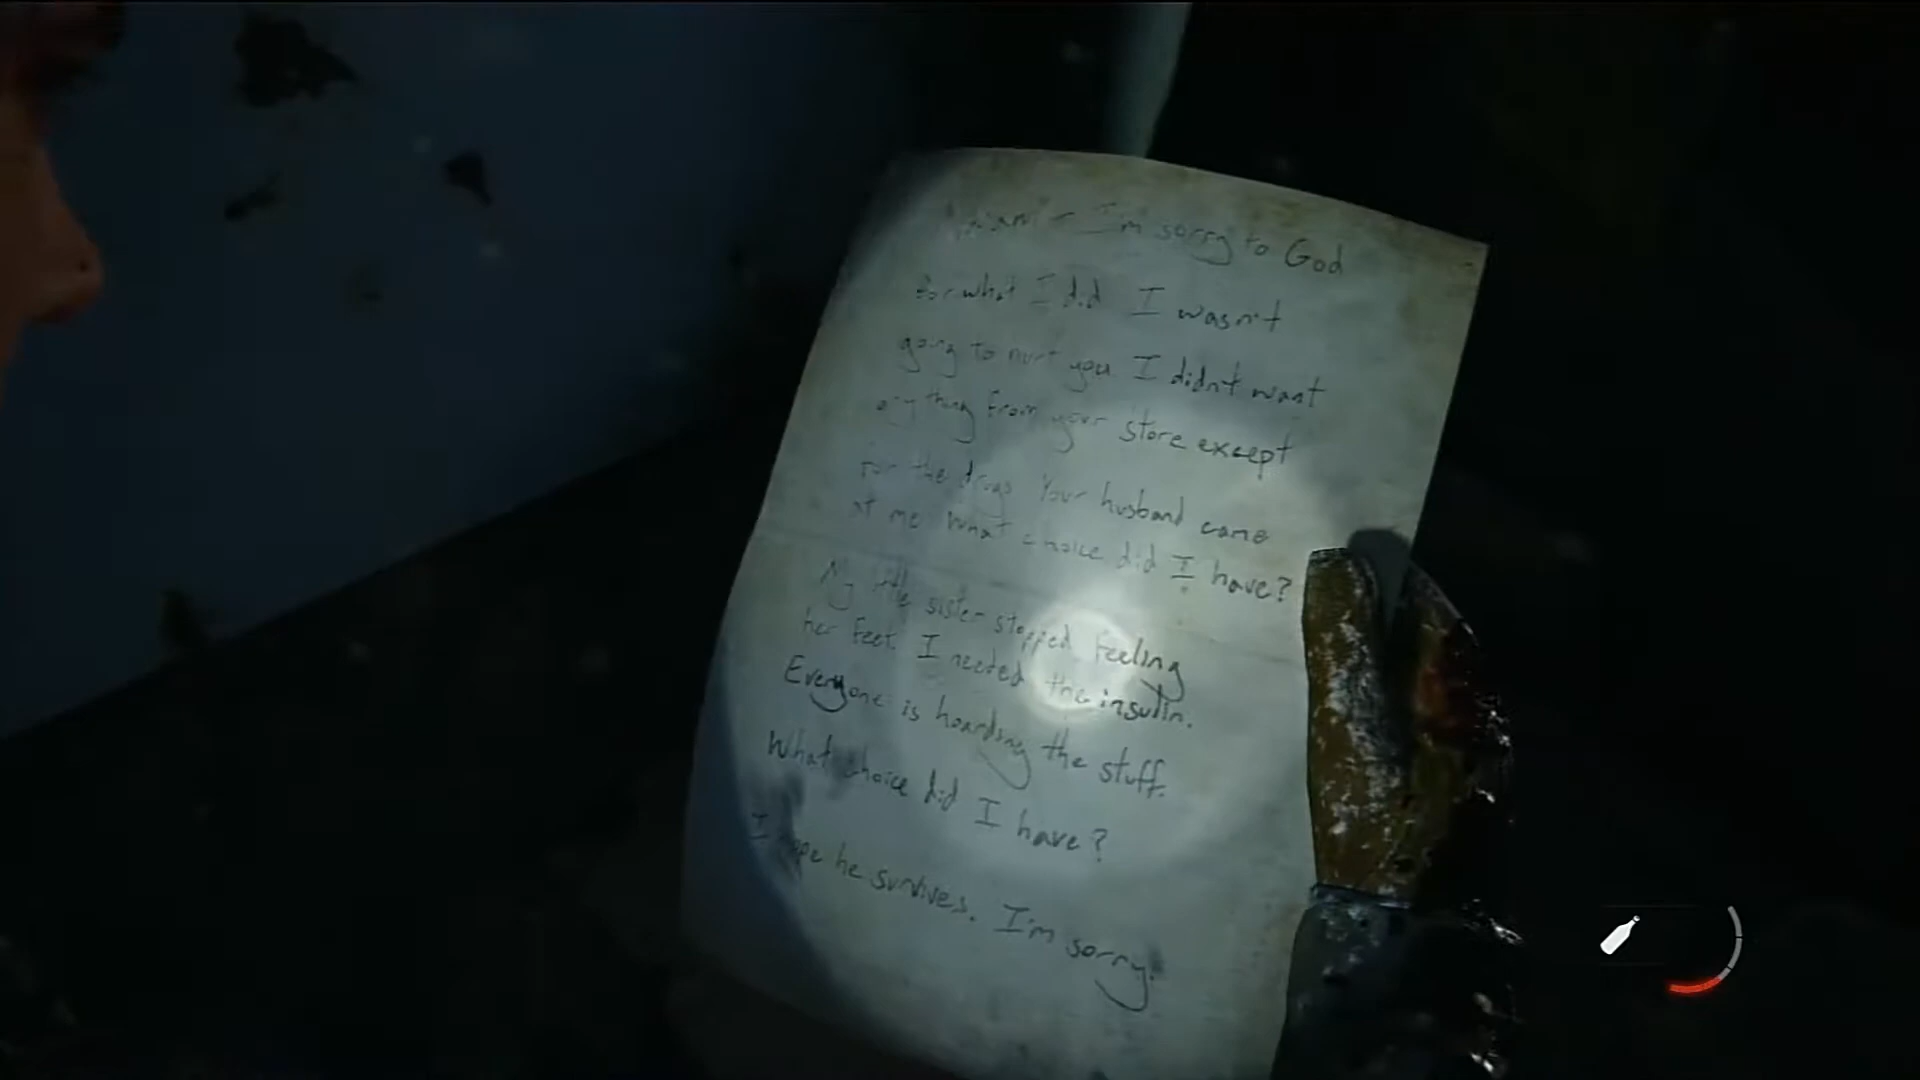 I'm sorry to God
for what I did I wasn't
going to hurt you I didn't want
anything from your store except
for the drugs Your husband came
at me What choice did I have?
My little sister stopped feeling
her feet. I needed the insulin.
Everyone is hoarding the stuff.
What choice did I have?
I hope he survives. I'm sorry.